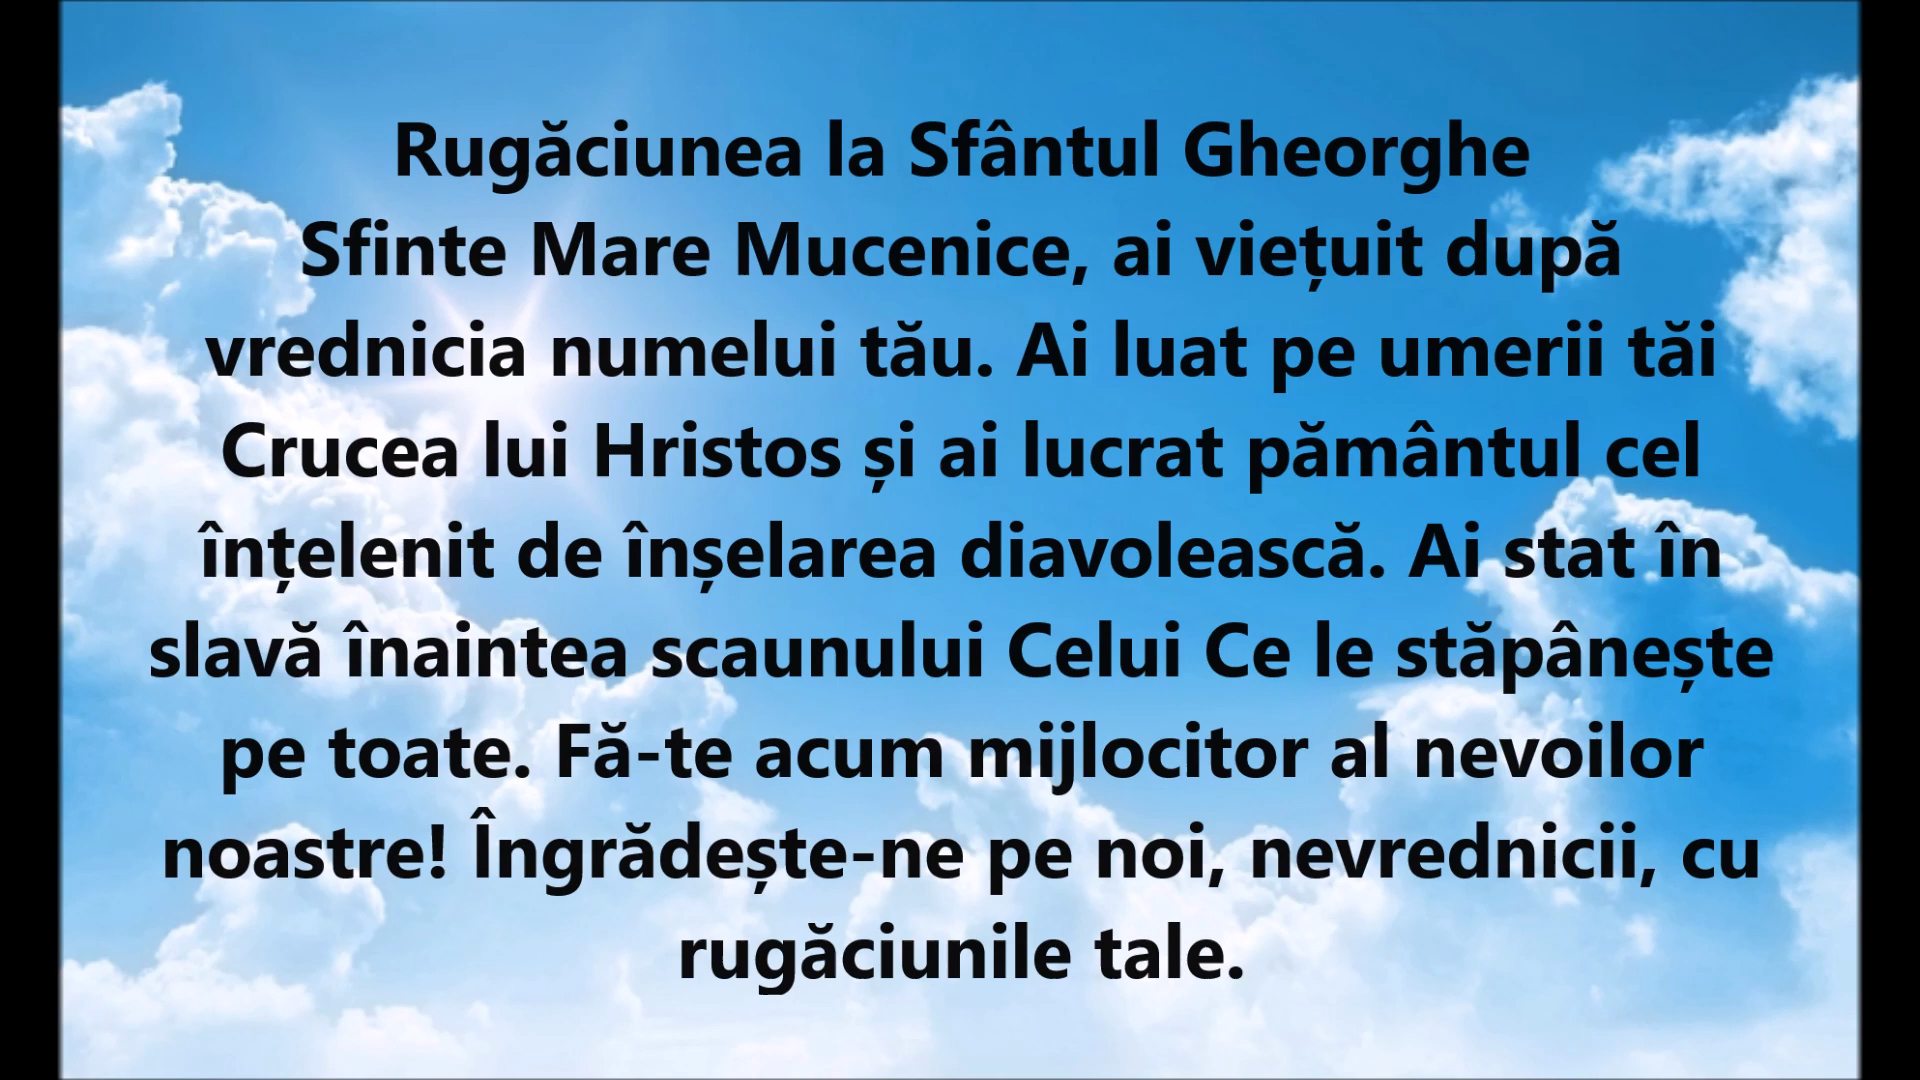 Rugăciunea la Sfântul Gheorghe
Sfinte Mare Mucenice, ai viețuit după
vrednicia numelui tău. Ai luat pe umerii tăi
Crucea lui Hristos și ai lucrat pământul cel
înțelenit de înșelarea diavolească. Ai stat în
slavă înaintea scaunului Celui Ce le stăpânește
pe toate. Fă-te acum mijlocitor al nevoilor
noastre! Îngrădește-ne pe noi, nevrednicii, cu
rugăciunile tale.